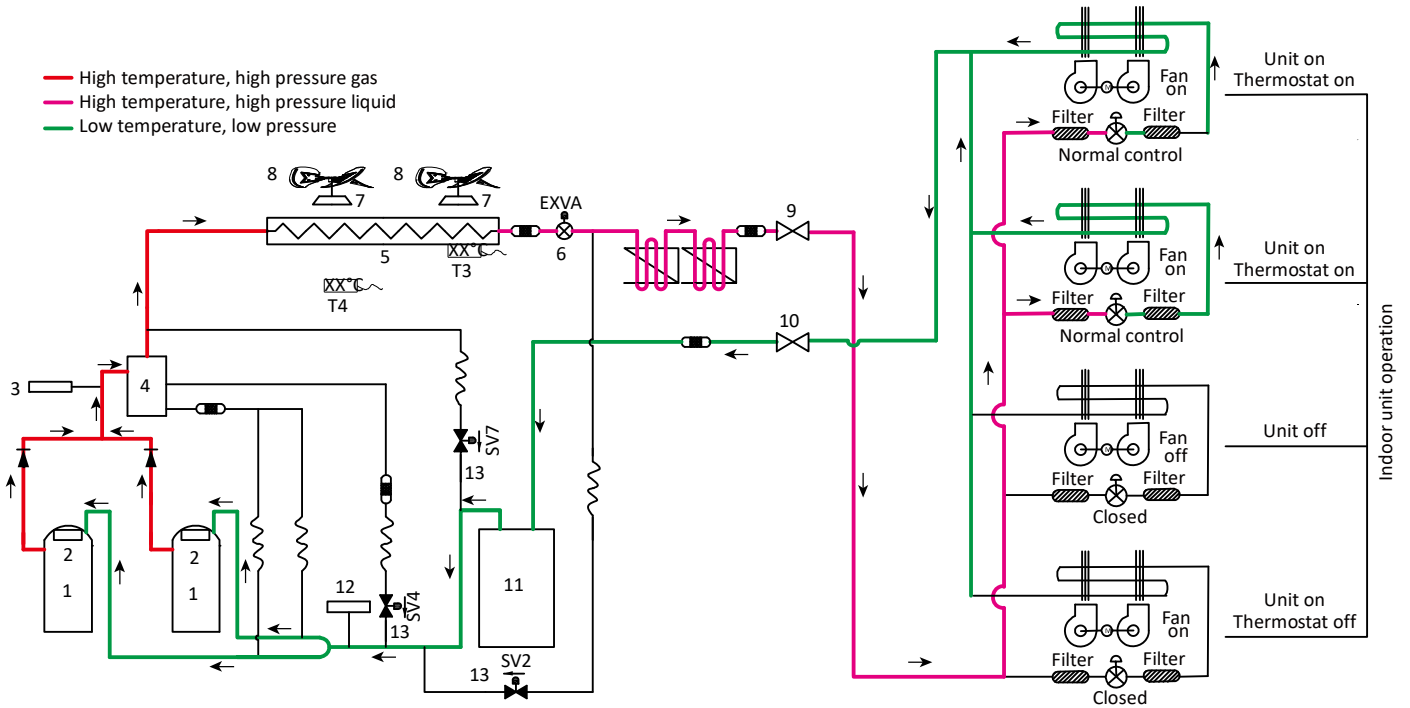 High temperature, high pressure gas
High temperature, high pressure liquid
Low temperature, low pressure
8
7
8
7
5
XX°C
T3
XX°C
T4
EXVA
6
9
10
3
4
SV7
13
2
1
2
1
12
SV4
13
11
SV2
13
M
Fan
on
Filter
Filter
Normal control
Unit on
Thermostat on
M
Fan
on
Filter
Filter
Normal control
Unit on
Thermostat on
M
Fan
off
Filter
Filter
Closed
Unit off
M
Fan
on
Filter
Filter
Closed
Unit on
Thermostat off
Indoor unit operation